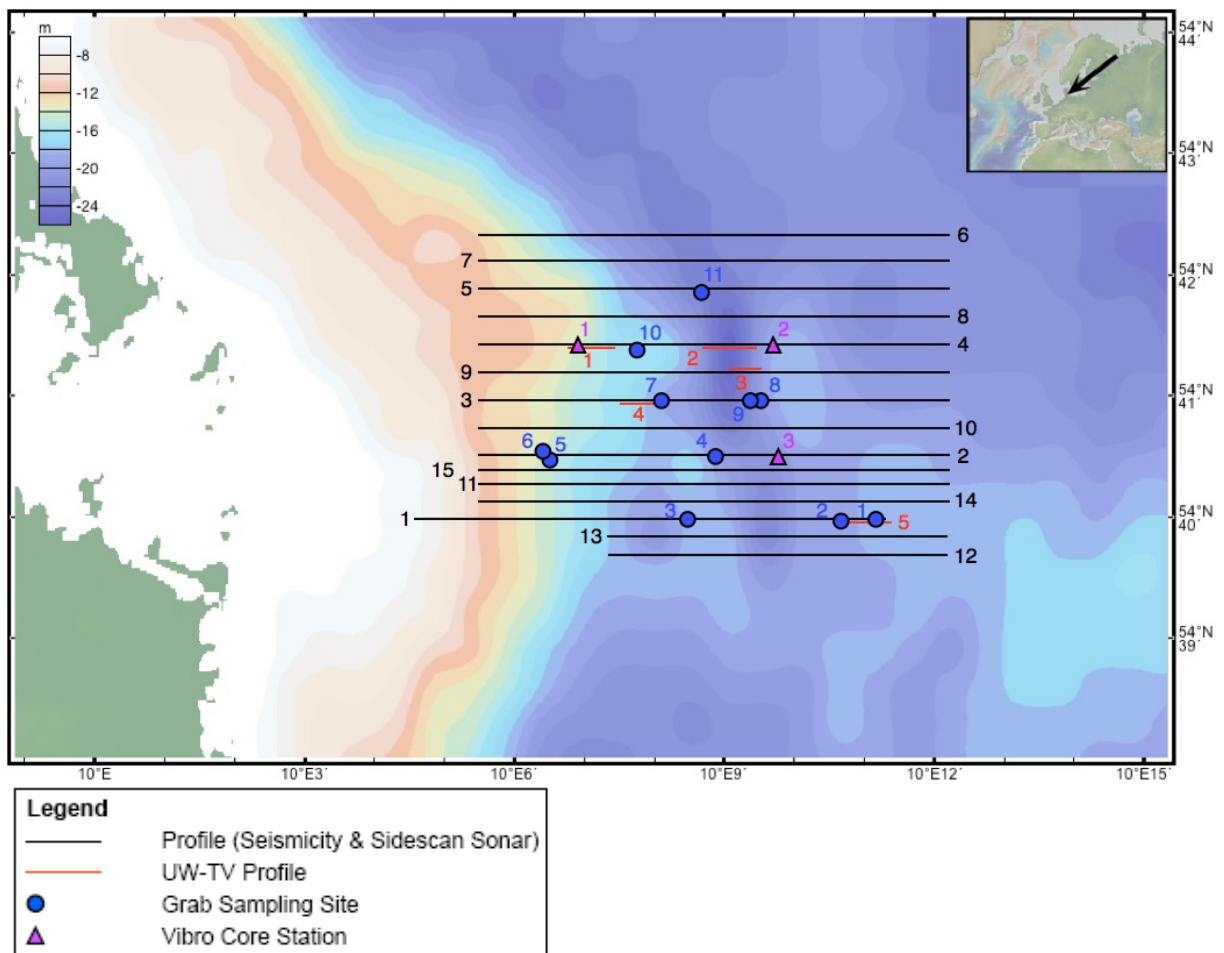 m
-8
-12
-16
-20
-24
54°N
44´
54°N
43´
54°N
42´
54°N
41´
54°N
40´
54°N
39´
6
7
5
11
8
1
10
2
4
1
2
9
3
3
7
8
4
9
10
6
5
4
3
2
15
11
14
1
3
2
1
5
13
12
10°E
10°E3´
10°E6´
10°E9´
10°E12´
10°E15´
Legend
Profile (Seismicity & Sidescan Sonar)
UW-TV Profile
Grab Sampling Site
Vibro Core Station